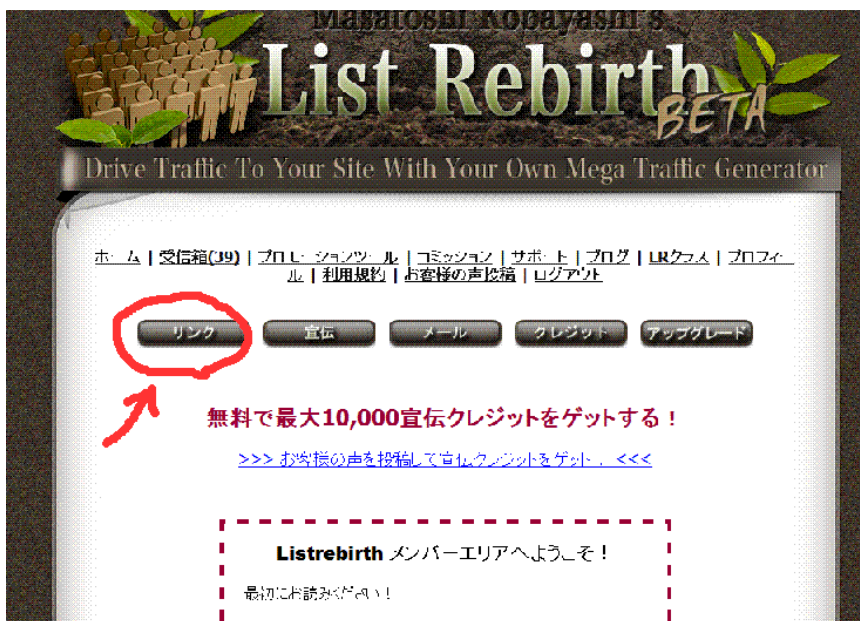 Masatoshi Kobayashi's
List Rebirth
BETA
Drive Traffic To Your Site With Your Own Mega Traffic Generator
ホーム | 受信箱(39) | プロモーションツール | コミッション | サポート | ブログ | LRクラス | プロフィー
ル | 利用規約 | お客様の声投稿 | ログアウト
リンク 宣伝 メール クレジット アップグレード
無料で最大10,000宣伝クレジットをゲットする！
>>> お客様の声を投稿して宣伝クレジットをゲット！ <<<
Listrebirth メンバーエリアへようこそ！
最初にお読みください！